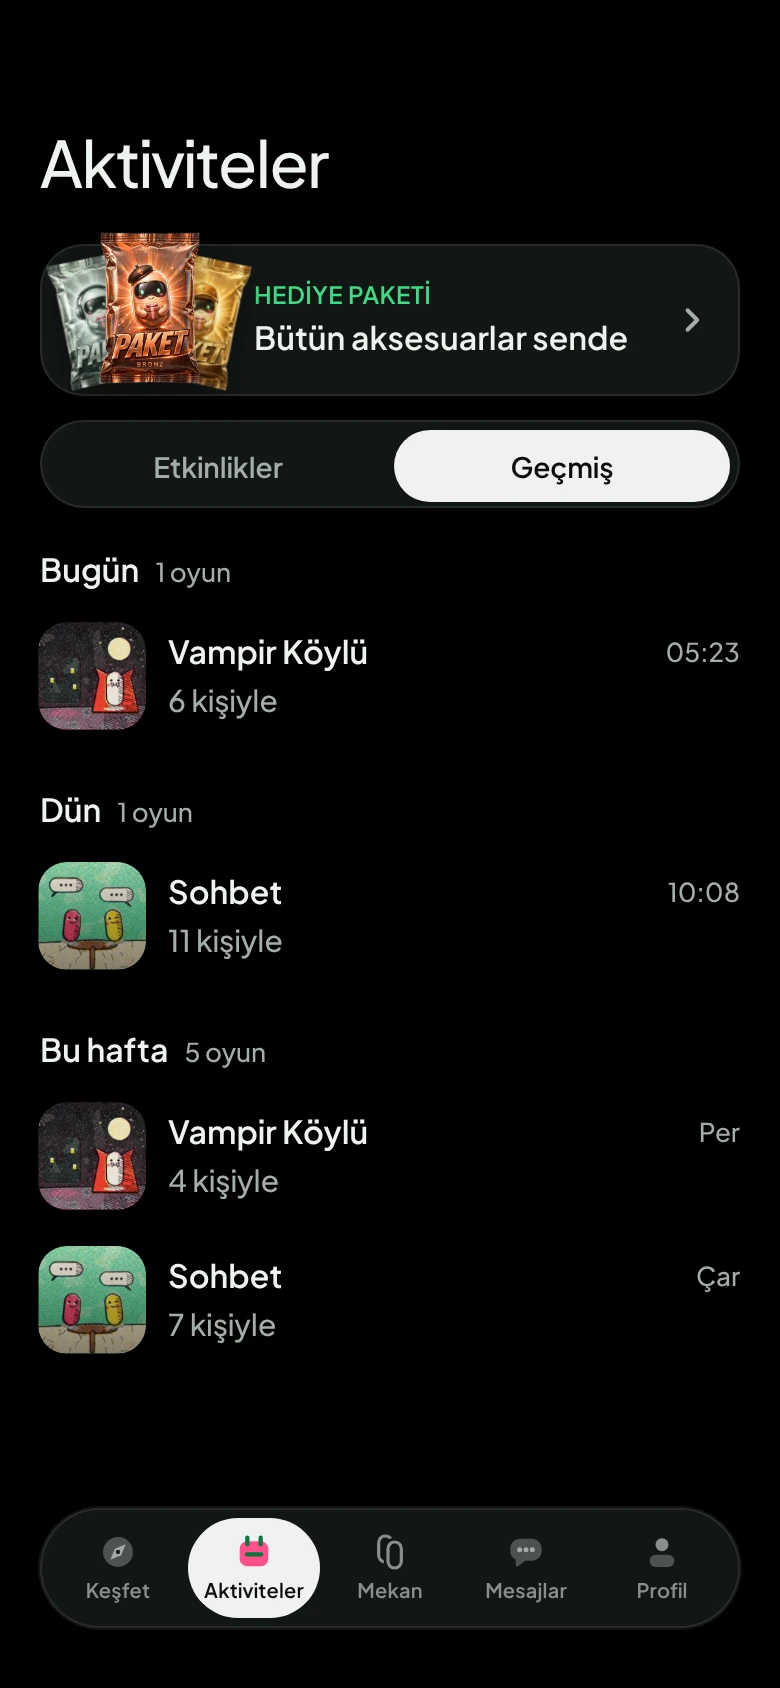 Aktiviteler
PAKET
BRONZ
HEDİYE PAKETİ
Bütün aksesuarlar sende
Etkinlikler
Geçmiş
Bugün 1 oyun
Vampir Köylü 05:23
6 kişiyle
Dün 1 oyun
Sohbet 10:08
11 kişiyle
Bu hafta 5 oyun
Vampir Köylü Per
4 kişiyle
Sohbet Çar
7 kişiyle
Keşfet
Aktiviteler
Mekan
Mesajlar
Profil